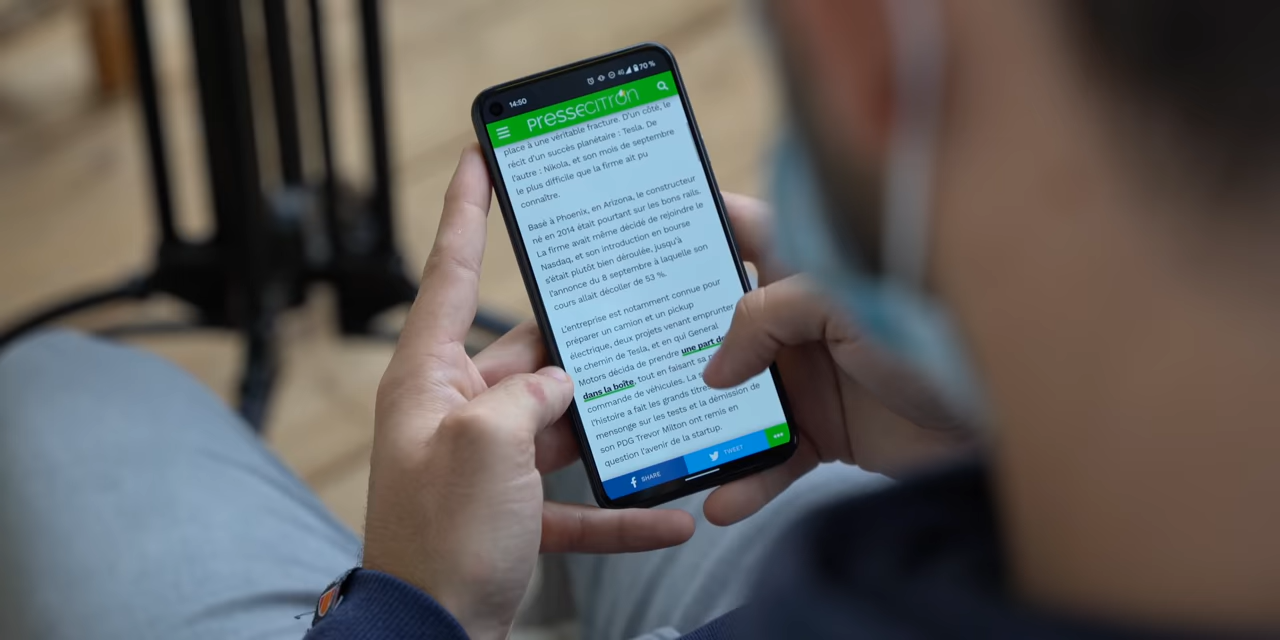 14:50
4G
70 %
PRESSECITRON
place à une véritable fracture. D'un côté, le
récit d'un succès planétaire : Tesla. De
l'autre : Nikola, et son mois de septembre
le plus difficile que la firme ait pu
connaître.
Basé à Phoenix, en Arizona, le constructeur
né en 2014 était pourtant sur les bons rails.
La firme avait même décidé de rejoindre le
Nasdaq, et son introduction en bourse
s'était plutôt bien déroulée, jusqu'à
l'annonce du 8 septembre à laquelle son
cours allait décoller de 53 %.
L'entreprise est notamment connue pour
préparer un camion et un pickup
électrique, deux projets venant emprunter
le chemin de Tesla, et en qui General
Motors décida de prendre une part
dans la boîte, tout en faisant sa
commande de véhicules. La
l'histoire a fait les grands titres
mensonge sur les tests et la démission de
son PDG Trevor Milton ont remis en
question l'avenir de la startup.
SHARE
TWEET